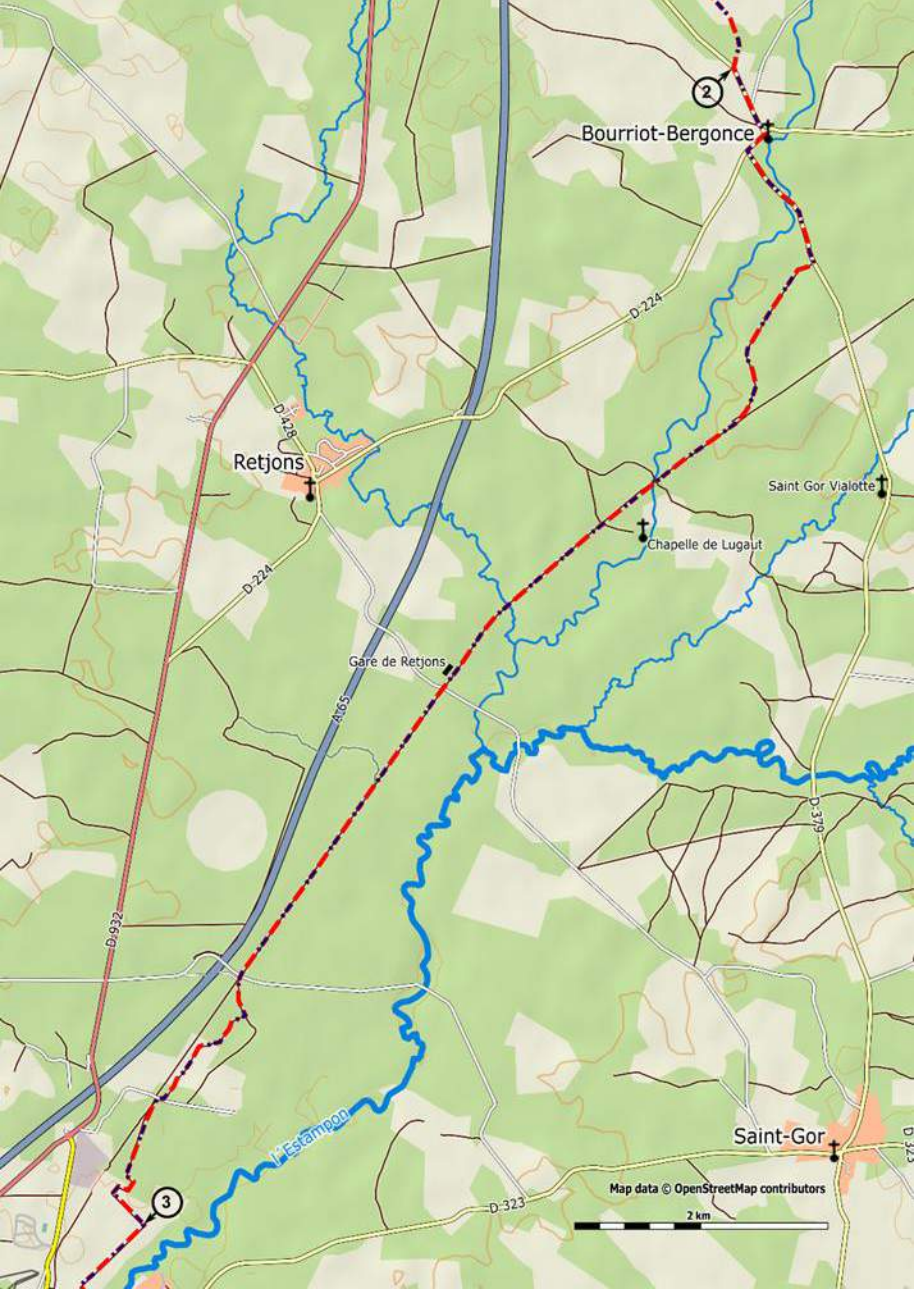 2
Bourriot-Bergonce
D-224
D-428
Retjons
Saint Gor Vialotte
Chapelle de Lugaut
D-224
Gare de Retjons
A 65
D-379
D-932
l'Estampon
Saint-Gor
D-323
Map data © OpenStreetMap contributors
3
D-323
2 km